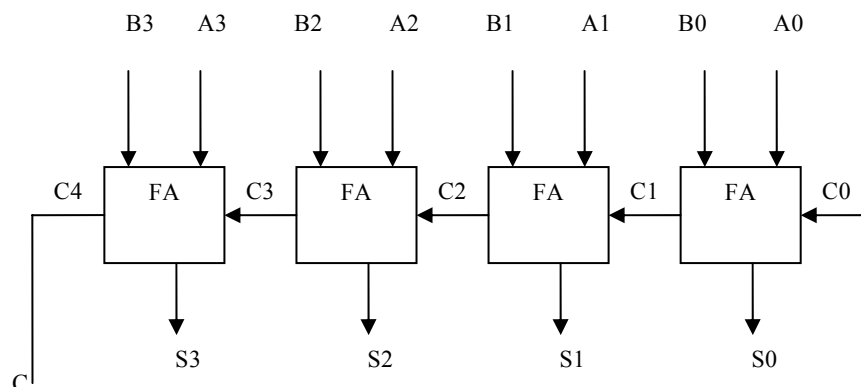 B3 A3 B2 A2 B1 A1 B0 A0
C4 FA C3 FA C2 FA C1 FA C0
S3 S2 S1 S0
C